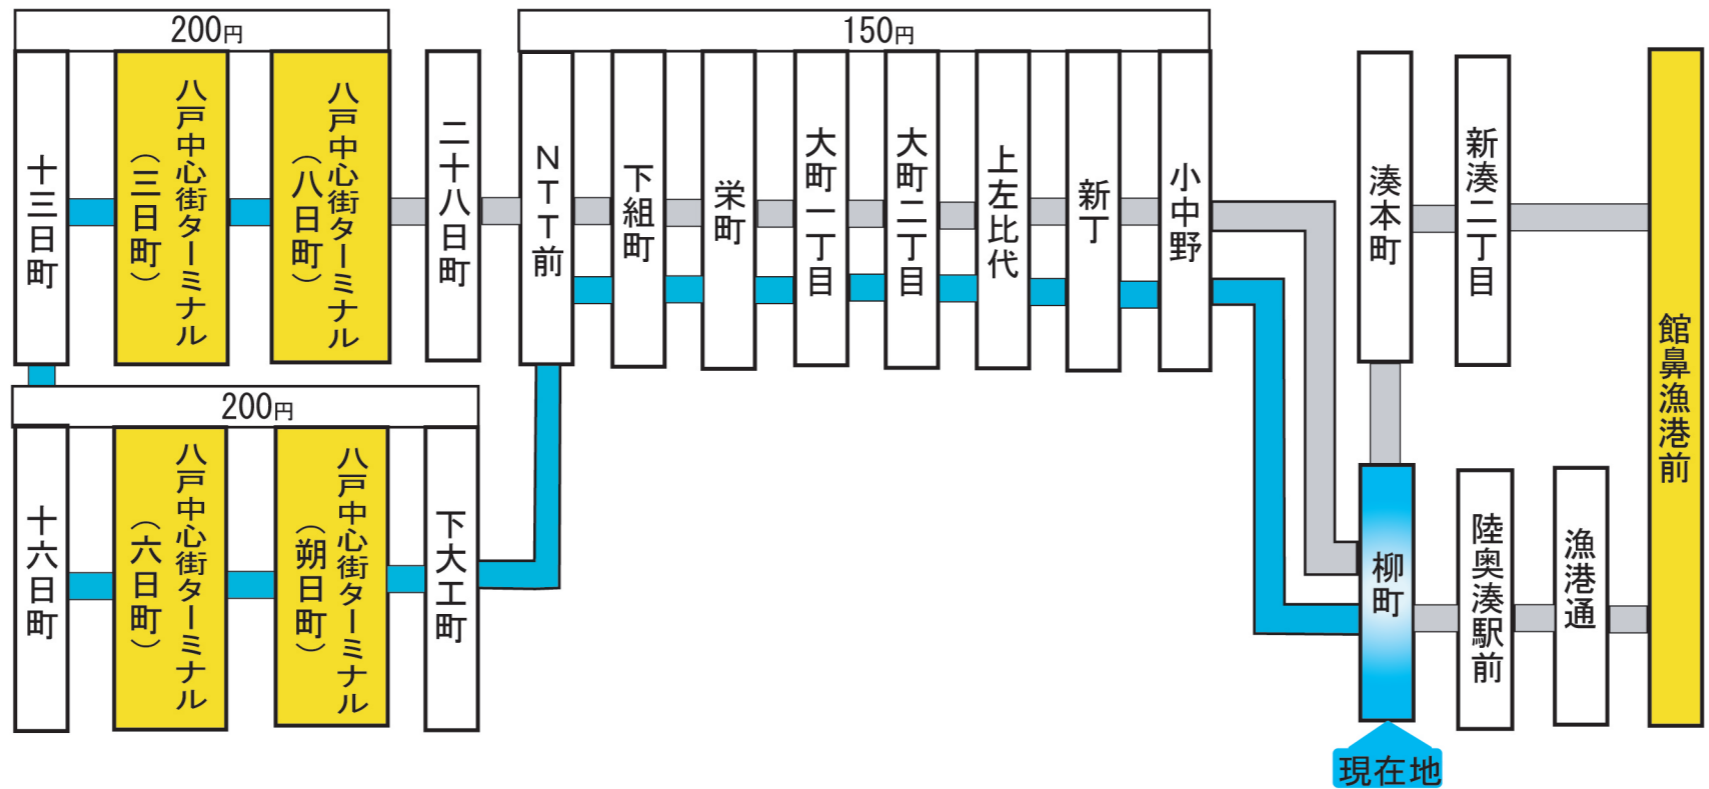 200円
150円
十三日町
八戸中心街ターミナル
（三日町）
八戸中心街ターミナル
（八日町）
二十八日町
NTT前
下組町
栄町
大町一丁目
大町二丁目
上左比代
新丁
小中野
湊本町
新湊二丁目
館鼻漁港前
200円
十六日町
八戸中心街ターミナル
（六日町）
八戸中心街ターミナル
（朔日町）
下大工町
柳町
陸奥湊駅前
漁港通
現在地